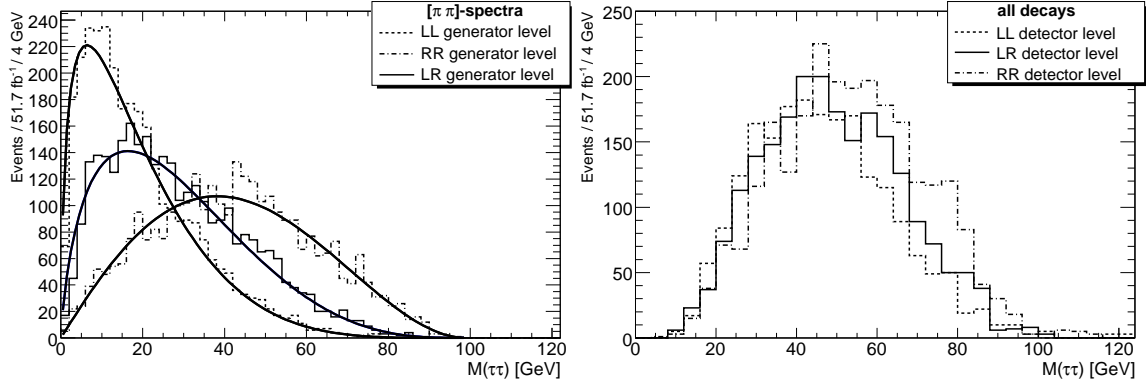 [π π]-spectra
LL generator level
RR generator level
LR generator level
Events / 51.7 fb⁻¹ / 4 GeV
240
220
200
180
160
140
120
100
80
60
40
20
0
0 20 40 60 80 100 120
M(ττ) [GeV]
all decays
LL detector level
LR detector level
RR detector level
Events / 51.7 fb⁻¹ / 4 GeV
250
200
150
100
50
0
0 20 40 60 80 100 120
M(ττ) [GeV]